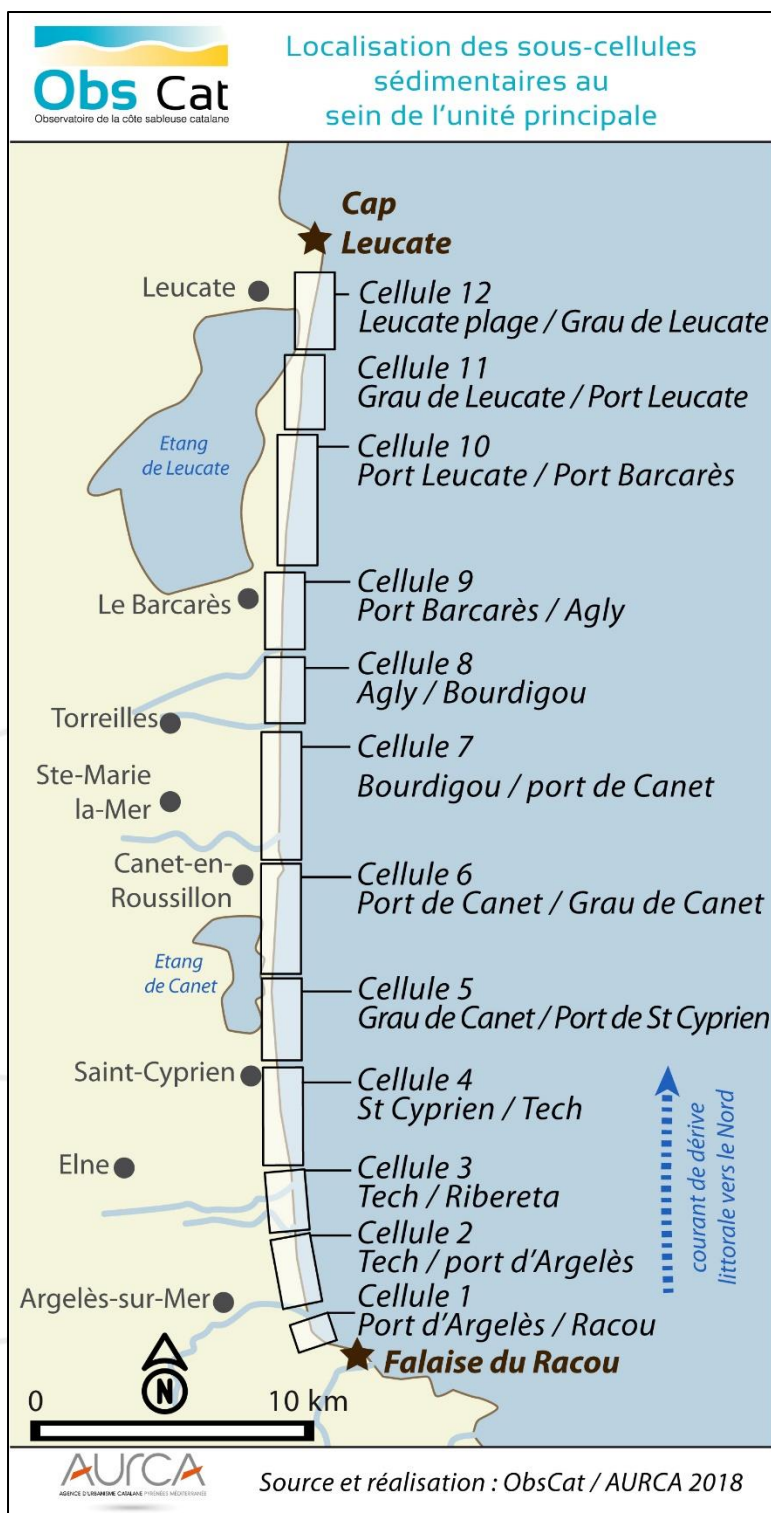 Obs Cat
Observatoire de la côte sableuse catalane
Localisation des sous-cellules
sédimentaires au
sein de l'unité principale
Cap
Leucate
Leucate
Cellule 12
Leucate plage / Grau de Leucate
Cellule 11
Grau de Leucate / Port Leucate
Etang
de Leucate
Cellule 10
Port Leucate / Port Barcarès
Le Barcarès
Cellule 9
Port Barcarès / Agly
Cellule 8
Agly / Bourdigou
Torreilles
Cellule 7
Bourdigou / port de Canet
Ste-Marie
la-Mer
Canet-en-
Roussillon
Cellule 6
Port de Canet / Grau de Canet
Etang
de Canet
Cellule 5
Grau de Canet / Port de St Cyprien
Saint-Cyprien
Cellule 4
St Cyprien / Tech
Elne
Cellule 3
Tech / Ribereta
Cellule 2
Tech / port d'Argelès
Argelès-sur-Mer
Cellule 1
Port d'Argelès / Racou
Falaise du Racou
courant de dérive
littorale vers le Nord
N
0 10 km
AURCA
AGENCE D'URBANISME CATALANE PYRÉNÉES MÉDITERRANÉE
Source et réalisation : ObsCat / AURCA 2018